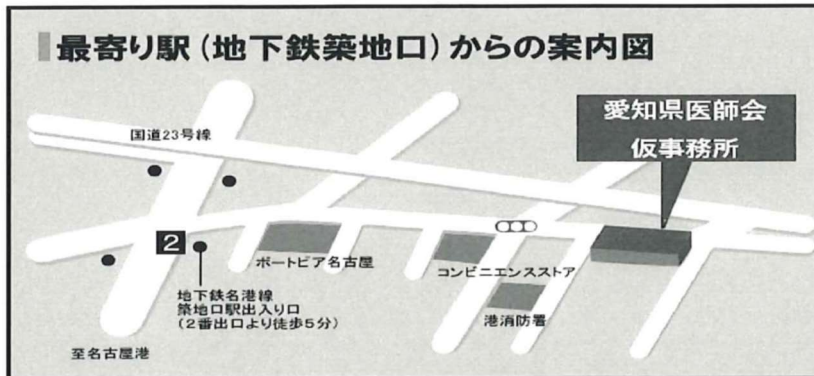 最寄り駅(地下鉄築地口)からの案内図
愛知県医師会
仮事務所
国道23号線
2
ボートピア名古屋
コンビニエンスストア
地下鉄名港線
築地口駅出入り口
(2番出口より徒歩5分)
港消防署
至名古屋港